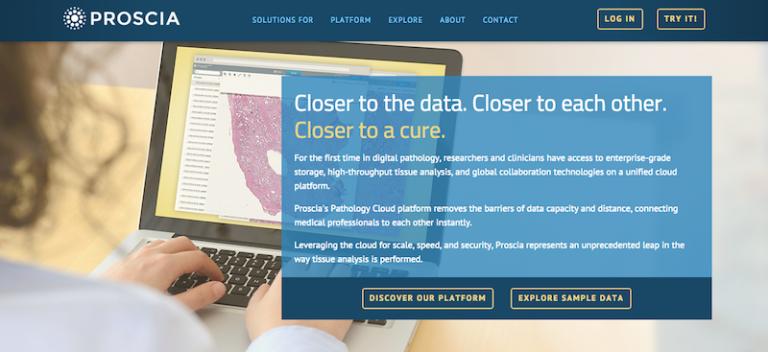 PROSCIA
SOLUTIONS FOR PLATFORM EXPLORE ABOUT CONTACT
LOG IN TRY IT!
Closer to the data. Closer to each other.
Closer to a cure.
For the first time in digital pathology, researchers and clinicians have access to enterprise-grade
storage, high-throughput tissue analysis, and global collaboration technologies on a unified cloud
platform.
Proscia's Pathology Cloud platform removes the barriers of data capacity and distance, connecting
medical professionals to each other instantly.
Leveraging the cloud for scale, speed, and security, Proscia represents an unprecedented leap in the
way tissue analysis is performed.
DISCOVER OUR PLATFORM EXPLORE SAMPLE DATA